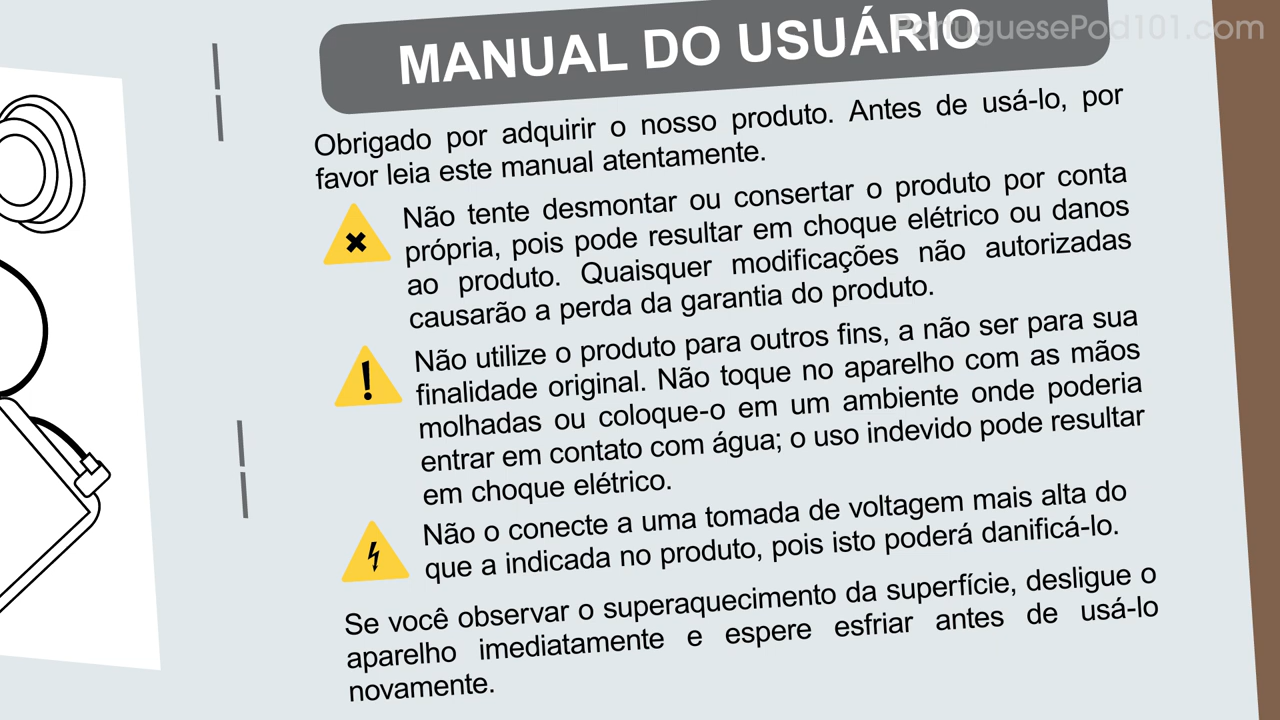 PortuguesePod101.com
MANUAL DO USUÁRIO
Obrigado por adquirir o nosso produto. Antes de usá-lo, por
favor leia este manual atentamente.
Não tente desmontar ou consertar o produto por conta
própria, pois pode resultar em choque elétrico ou danos
ao produto. Quaisquer modificações não autorizadas
causarão a perda da garantia do produto.
Não utilize o produto para outros fins, a não ser para sua
finalidade original. Não toque no aparelho com as mãos
molhadas ou coloque-o em um ambiente onde poderia
entrar em contato com água; o uso indevido pode resultar
em choque elétrico.
Não o conecte a uma tomada de voltagem mais alta do
que a indicada no produto, pois isto poderá danificá-lo.
Se você observar o superaquecimento da superfície, desligue o
aparelho imediatamente e espere esfriar antes de usá-lo
novamente.